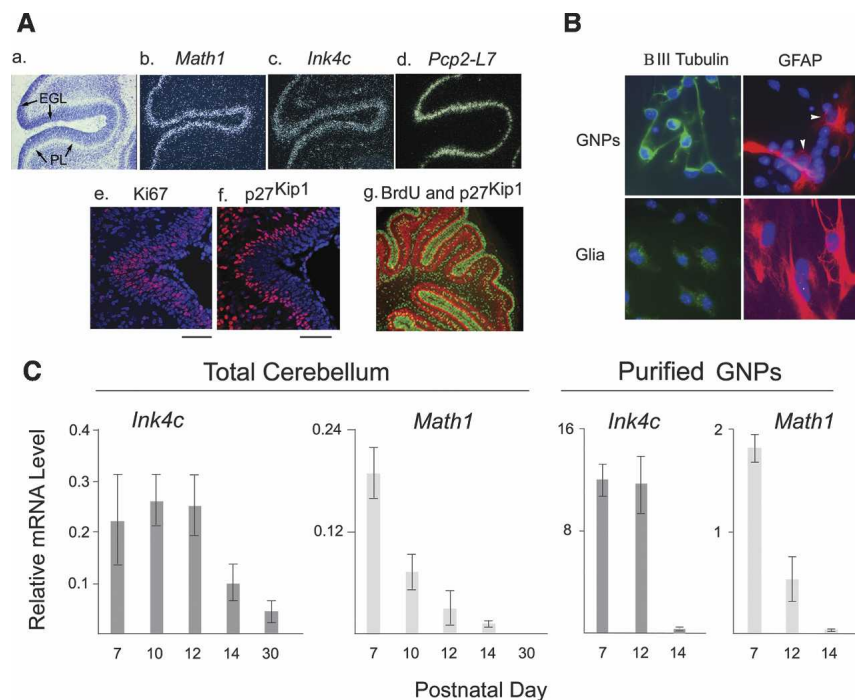 A
a.
b. Math1
c. Ink4c
d. Pcp2-L7
EGL
PL
e. Ki67
f. p27Kip1
g. BrdU and p27Kip1
B
BIII Tubulin
GFAP
GNPs
Glia
C
Total Cerebellum
Purified GNPs
Ink4c
Math1
Ink4c
Math1
Relative mRNA Level
0.4
0.3
0.2
0.1
0.24
0.12
16
8
2
1
7 10 12 14 30
7 10 12 14 30
7 12 14
7 12 14
Postnatal Day